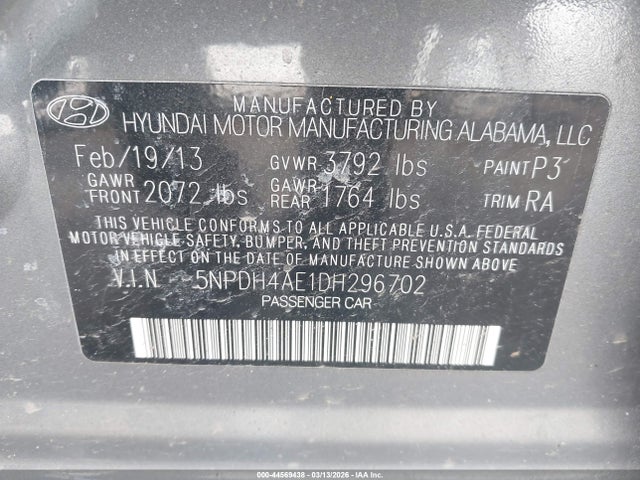 MANUFACTURED BY
HYUNDAI MOTOR MANUFACTURING ALABAMA, LLC
Feb/19/13 GVWR 3792 lbs PAINT P3
GAWR FRONT 2072 lbs GAWR REAR 1764 lbs TRIM RA
THIS VEHICLE CONFORMS TO ALL APPLICABLE U.S.A. FEDERAL
MOTOR VEHICLE SAFETY, BUMPER, AND THEFT PREVENTION STANDARDS
IN EFFECT ON THE DATE OF MANUFACTURE SHOWN ABOVE.
V.I.N 5NPDH4AE1DH296702
PASSENGER CAR
000-44569438 - 03/13/2026 - IAA Inc.